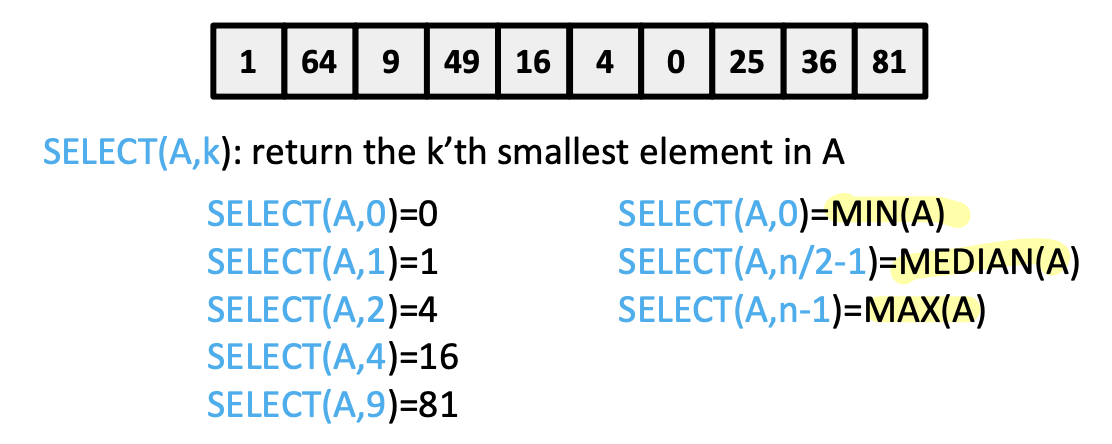 1 64 9 49 16 4 0 25 36 81
SELECT(A,k): return the k’th smallest element in A
SELECT(A,0)=0 SELECT(A,0)=MIN(A)
SELECT(A,1)=1 SELECT(A,n/2-1)=MEDIAN(A)
SELECT(A,2)=4 SELECT(A,n-1)=MAX(A)
SELECT(A,4)=16
SELECT(A,9)=81